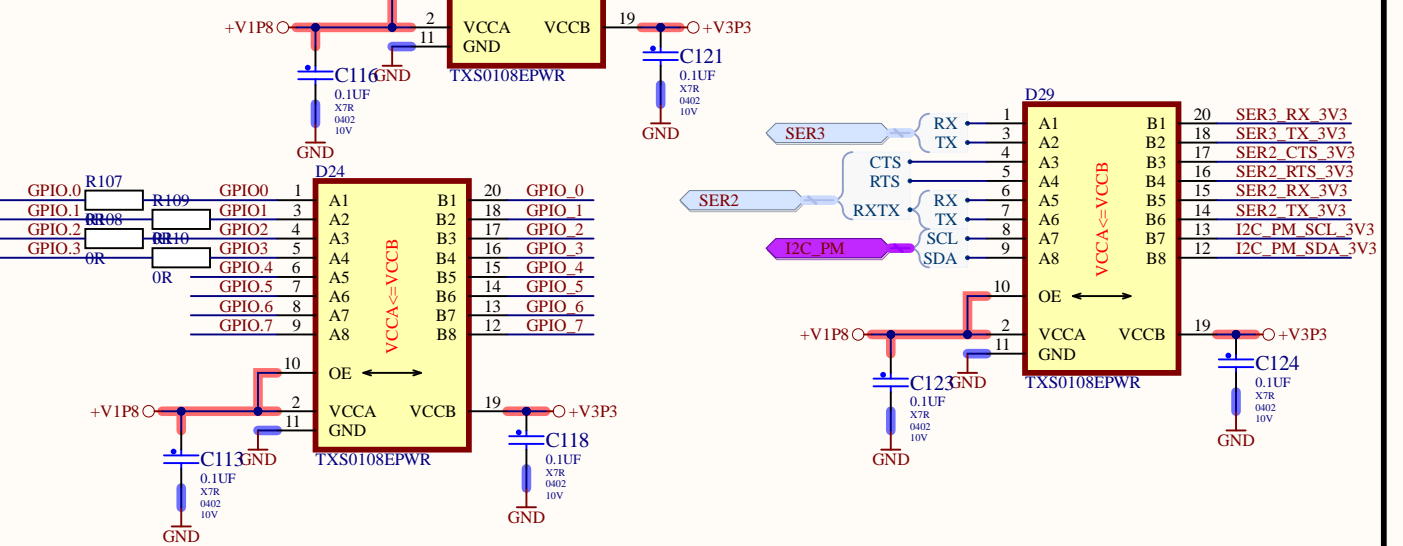 +V1P8
2
VCCA
VCCB
19
+V3P3
11
GND
GND
TXS0108EPWR
C116
0.1UF
X7R
0402
10V
GND
C121
0.1UF
X7R
0402
10V
GND
D24
GPIO.0
R107
GPIO0
1
A1
B1
20
GPIO_0
GPIO.1
R109
GPIO1
3
A2
B2
18
GPIO_1
GPIO.2
GPIO2
4
A3
B3
17
GPIO_2
GPIO.3
GPIO3
5
A4
B4
16
GPIO_3
0R
0R
GPIO.4
6
A5
B5
15
GPIO_4
GPIO.5
7
A6
B6
14
GPIO_5
GPIO.6
8
A7
B7
13
GPIO_6
GPIO.7
9
A8
B8
12
GPIO_7
VCCA<=VCCB
10
OE
+V1P8
2
VCCA
VCCB
19
+V3P3
11
GND
GND
TXS0108EPWR
C113
0.1UF
X7R
0402
10V
GND
C118
0.1UF
X7R
0402
10V
GND
D29
SER3
RX
1
A1
B1
20
SER3_RX_3V3
TX
3
A2
B2
18
SER3_TX_3V3
CTS
4
A3
B3
17
SER2_CTS_3V3
RTS
5
A4
B4
16
SER2_RTS_3V3
SER2
RXTX
RX
6
A5
B5
15
SER2_RX_3V3
TX
7
A6
B6
14
SER2_TX_3V3
I2C_PM
SCL
8
A7
B7
13
I2C_PM_SCL_3V3
SDA
9
A8
B8
12
I2C_PM_SDA_3V3
VCCA<=VCCB
10
OE
+V1P8
2
VCCA
VCCB
19
+V3P3
11
GND
GND
TXS0108EPWR
C123
0.1UF
X7R
0402
10V
GND
C124
0.1UF
X7R
0402
10V
GND